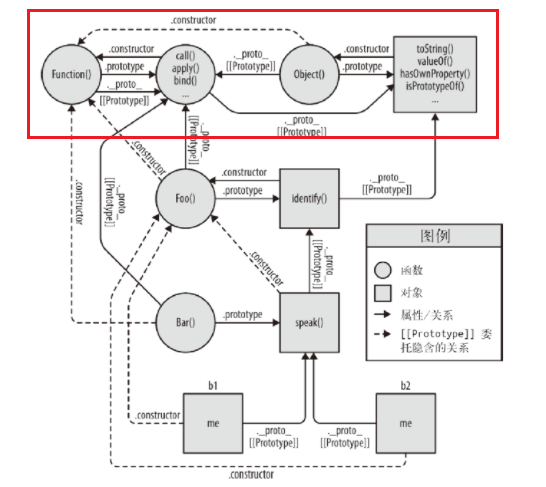 .constructor
.constructor
.prototype
._proto_
[[Prototype]]
Function()
call()
apply()
bind()
...
._proto_
[[Prototype]]
Object()
.constructor
.prototype
toString()
valueOf()
hasOwnProperty()
isPrototypeOf()
...
._proto_
[[Prototype]]
.constructor
._proto_
[[Prototype]]
._proto_
[[Prototype]]
.constructor
Foo()
.constructor
.prototype
identify()
._proto_
[[Prototype]]
.constructor
._proto_
[[Prototype]]
Bar()
.prototype
speak()
图例
函数
对象
属性/关系
[[Prototype]] 委
托隐含的关系
b1
me
.constructor
._proto_
[[Prototype]]
b2
me
._proto_
[[Prototype]]
.constructor